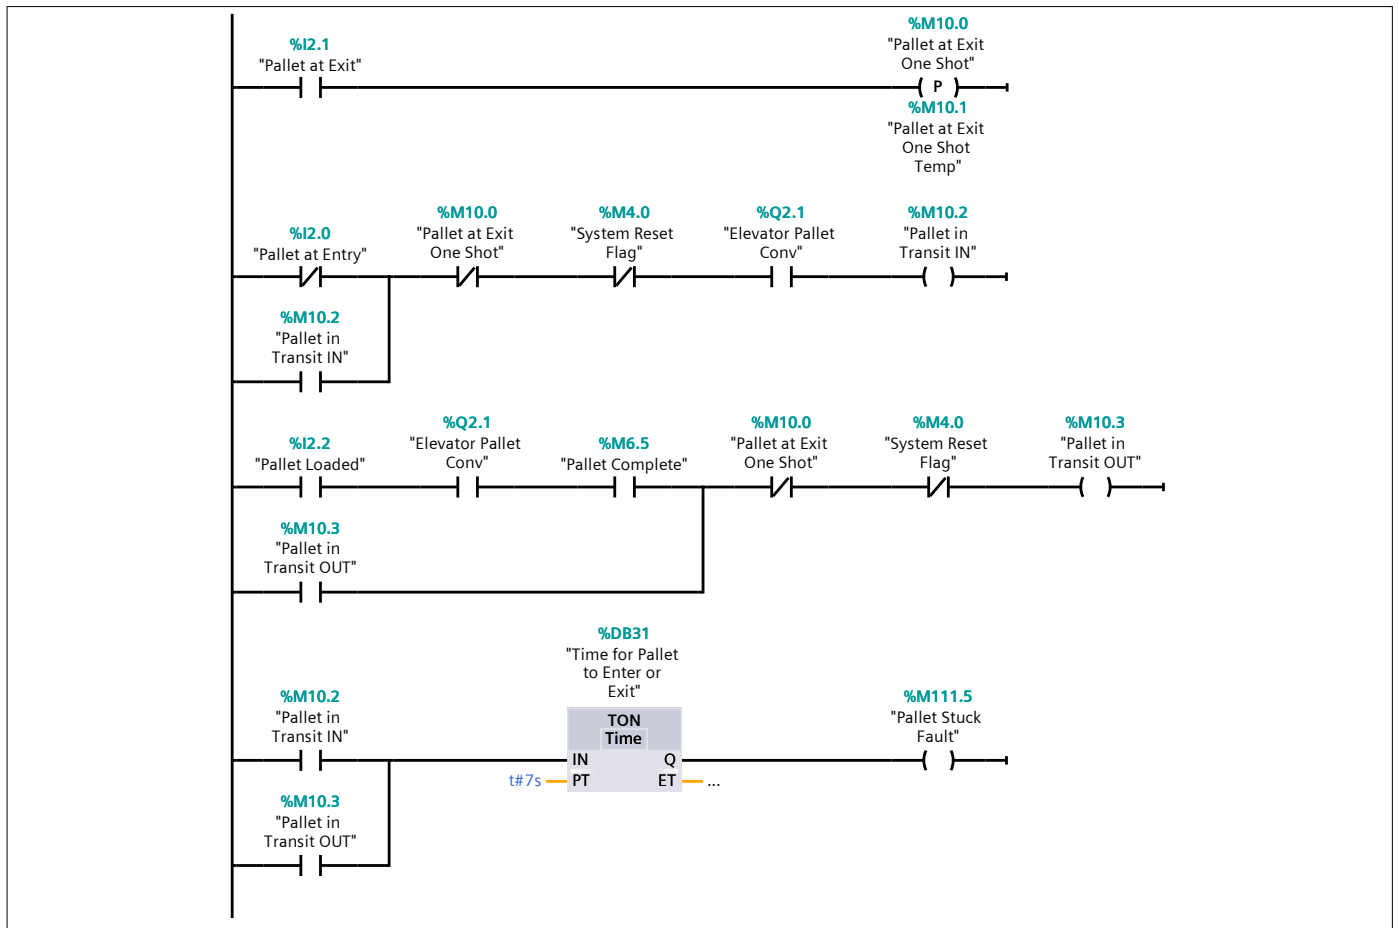 %M10.0
"Pallet at Exit
One Shot"
%I2.1
"Pallet at Exit"
P
%M10.1
"Pallet at Exit
One Shot
Temp"
%I2.0
"Pallet at Entry"
%M10.0
"Pallet at Exit
One Shot"
%M4.0
"System Reset
Flag"
%Q2.1
"Elevator Pallet
Conv"
%M10.2
"Pallet in
Transit IN"
%M10.2
"Pallet in
Transit IN"
%I2.2
"Pallet Loaded"
%Q2.1
"Elevator Pallet
Conv"
%M6.5
"Pallet Complete"
%M10.0
"Pallet at Exit
One Shot"
%M4.0
"System Reset
Flag"
%M10.3
"Pallet in
Transit OUT"
%M10.3
"Pallet in
Transit OUT"
%DB31
"Time for Pallet
to Enter or
Exit"
%M10.2
"Pallet in
Transit IN"
TON
Time
IN Q
t#7s PT ET ...
%M111.5
"Pallet Stuck
Fault"
%M10.3
"Pallet in
Transit OUT"